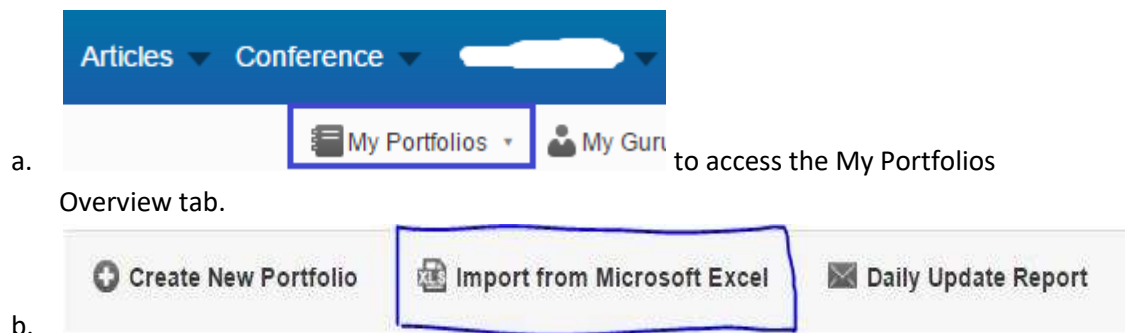 Articles Conference
My Portfolios My Guru
a. to access the My Portfolios
Overview tab.
Create New Portfolio XLS Import from Microsoft Excel Daily Update Report
b.